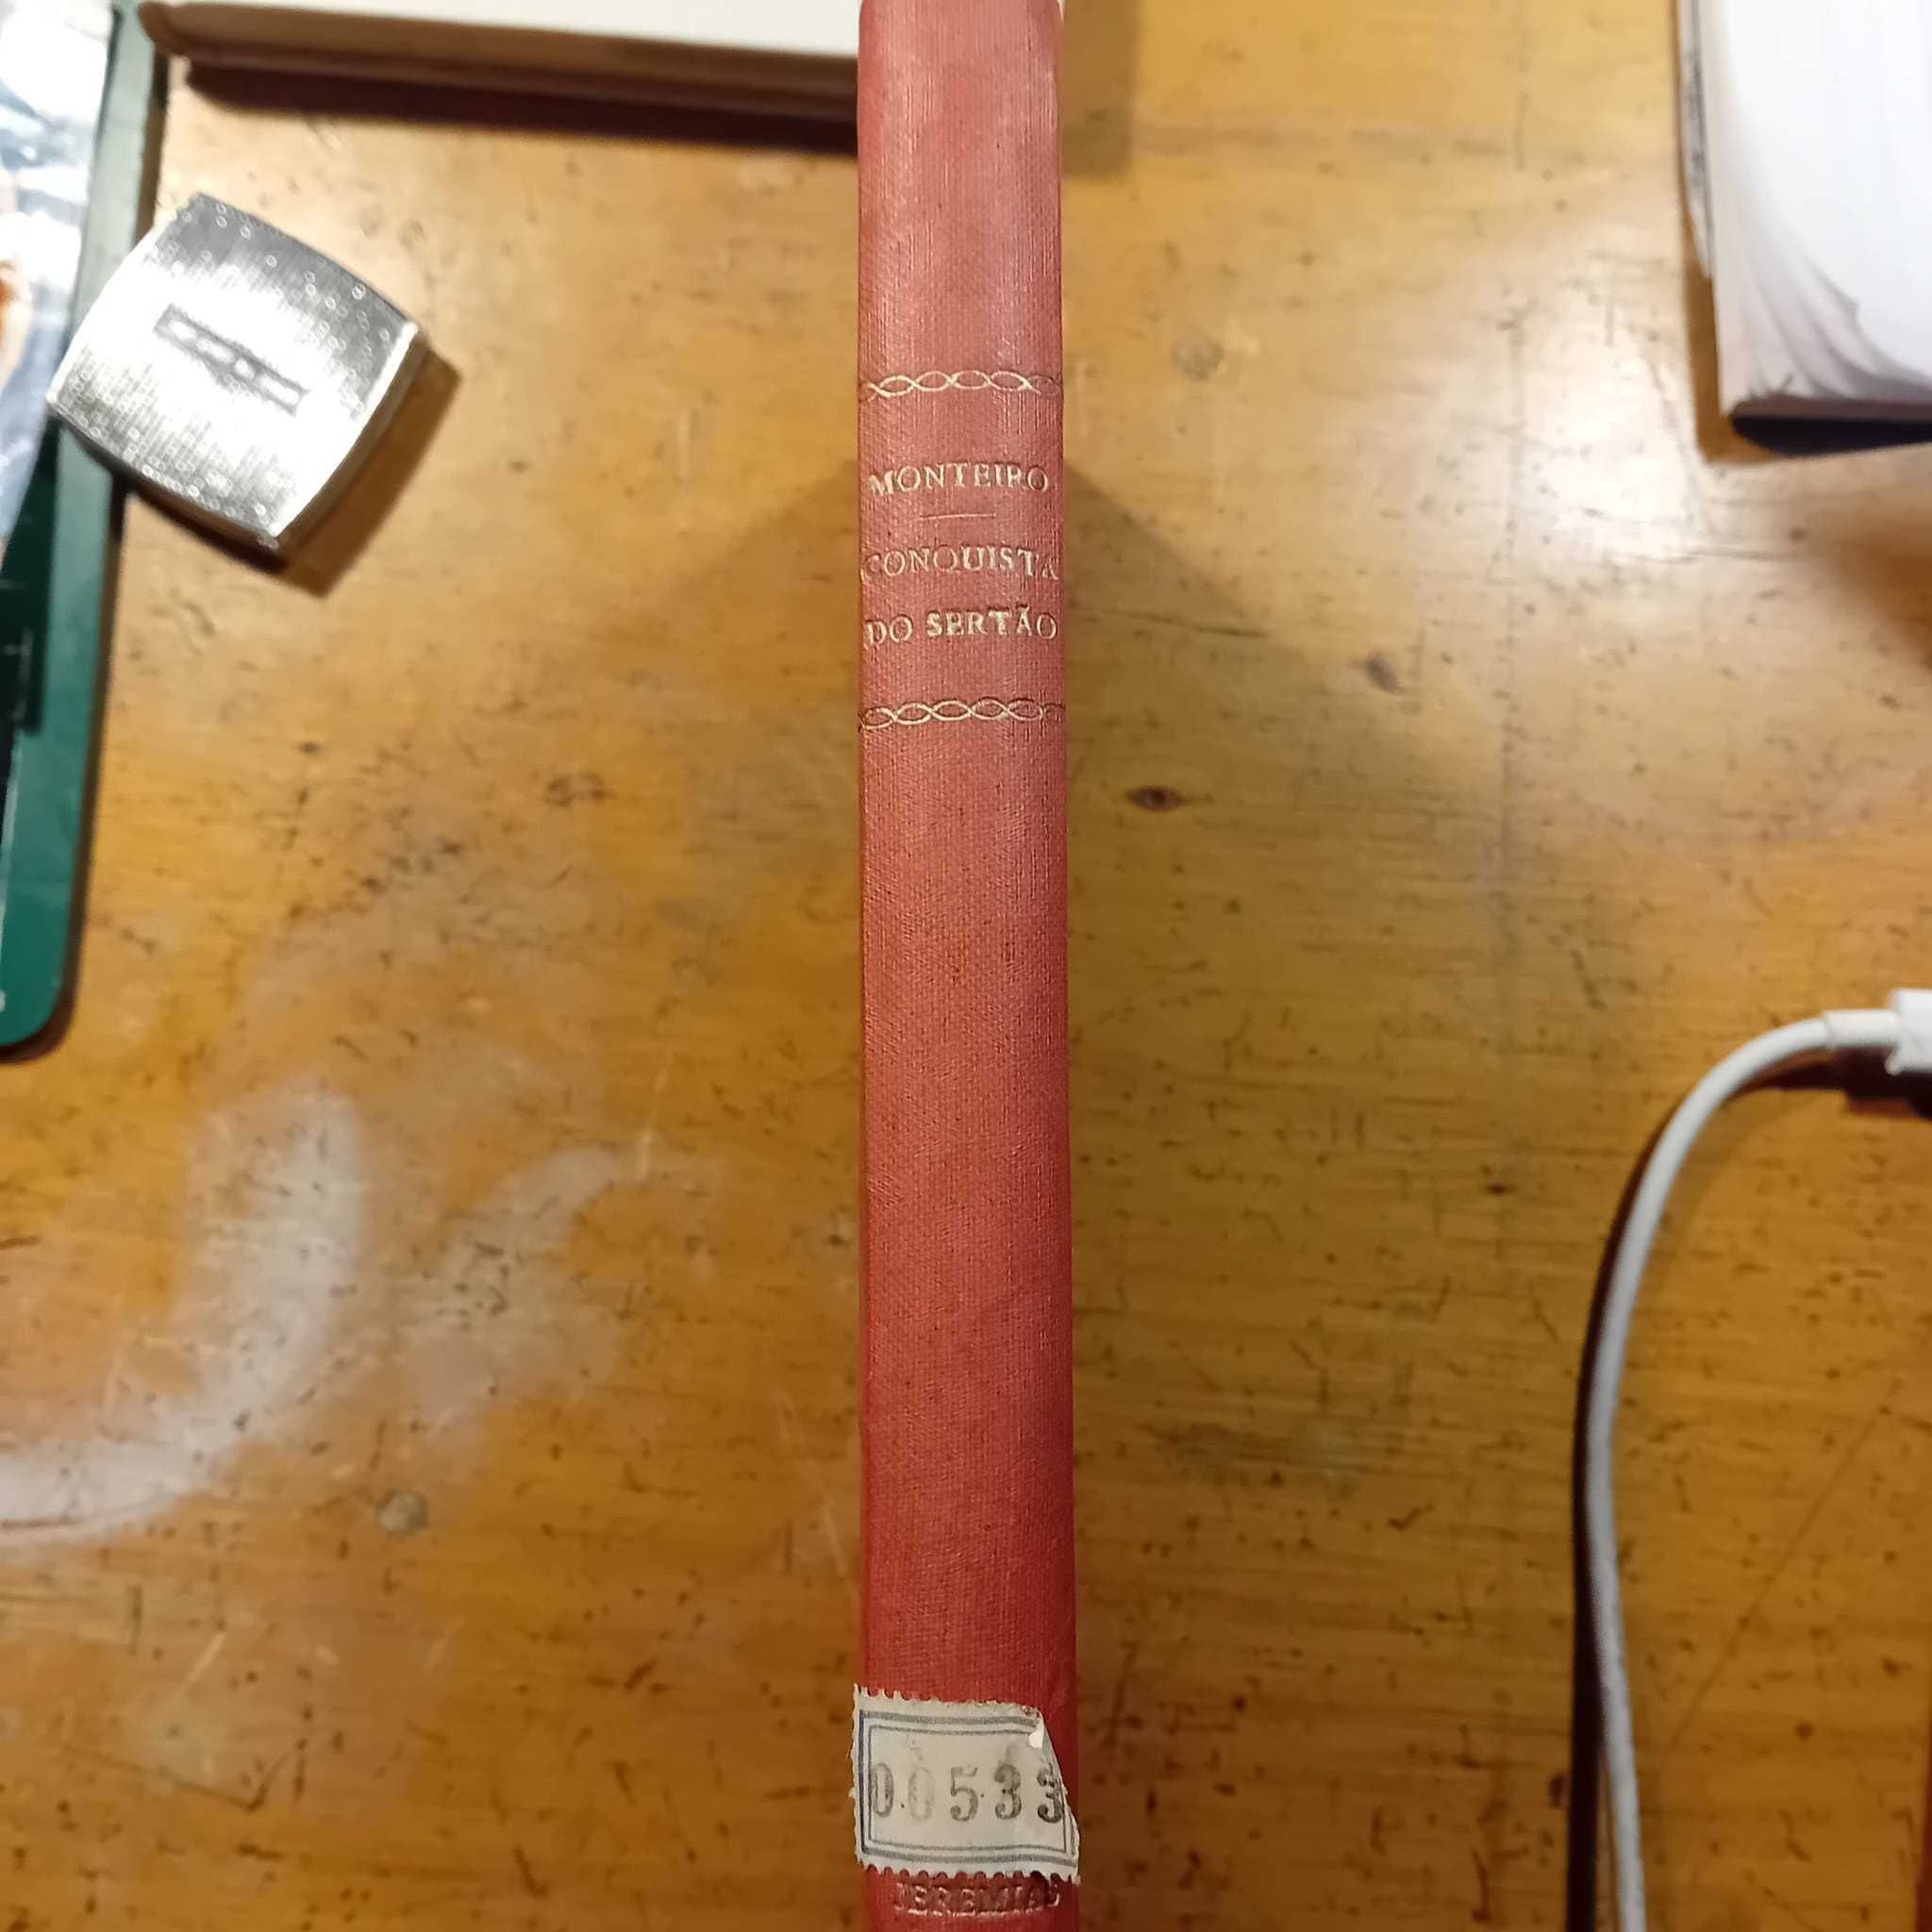 MONTEIRO
CONQUISTA
DO SERTÃO
00533
JEREMIAS